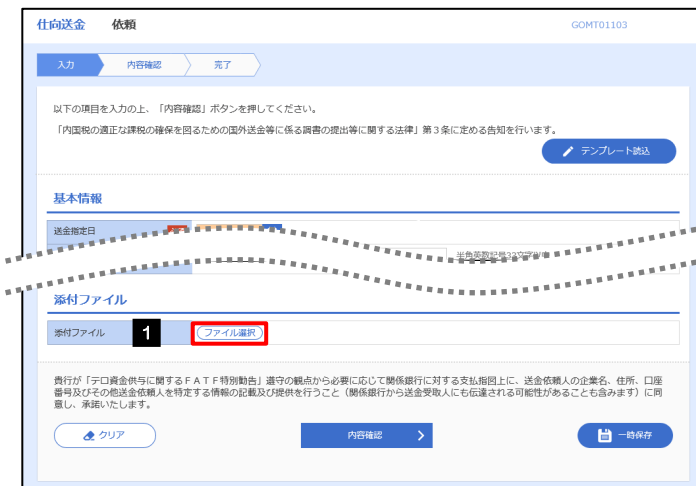 仕向送金 依頼 GOMT01103
入力 内容確認 完了
以下の項目を入力の上、「内容確認」ボタンを押してください。
「内国税の適正な課税の確保を図るための国外送金等に係る調書の提出等に関する法律」第3条に定める告知を行います。
テンプレート読込
基本情報
送金指定日
半角英数記号32文字以内
添付ファイル
添付ファイル 1 ファイル選択
貴行が「テロ資金供与に関するFATF特別勧告」遵守の観点から必要に応じて関係銀行に対する支払指図上に、送金依頼人の企業名、住所、口座
番号及びその他送金依頼人を特定する情報の記載及び提供を行うこと（関係銀行から送金受取人にも伝達される可能性があることも含みます）に同
意し、承諾いたします。
クリア 内容確認 一時保存